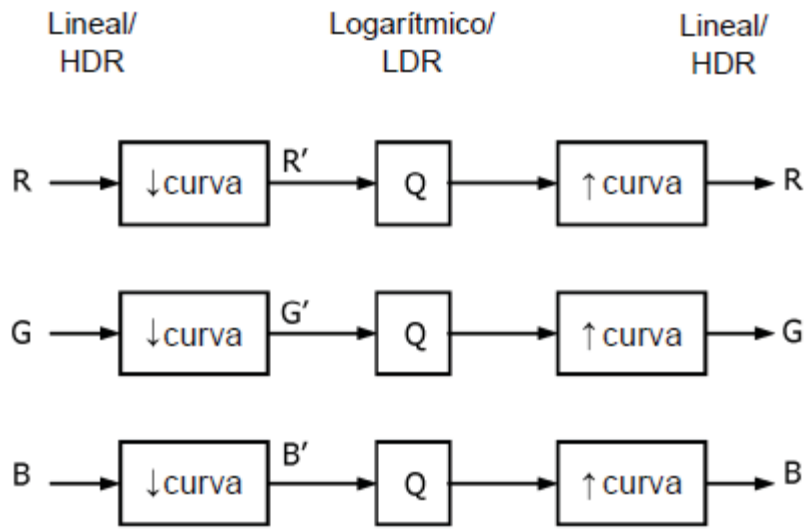 Lineal/
HDR
Logarítmico/
LDR
Lineal/
HDR
R ↓curva R′ Q ↑curva R
G ↓curva G′ Q ↑curva G
B ↓curva B′ Q ↑curva B